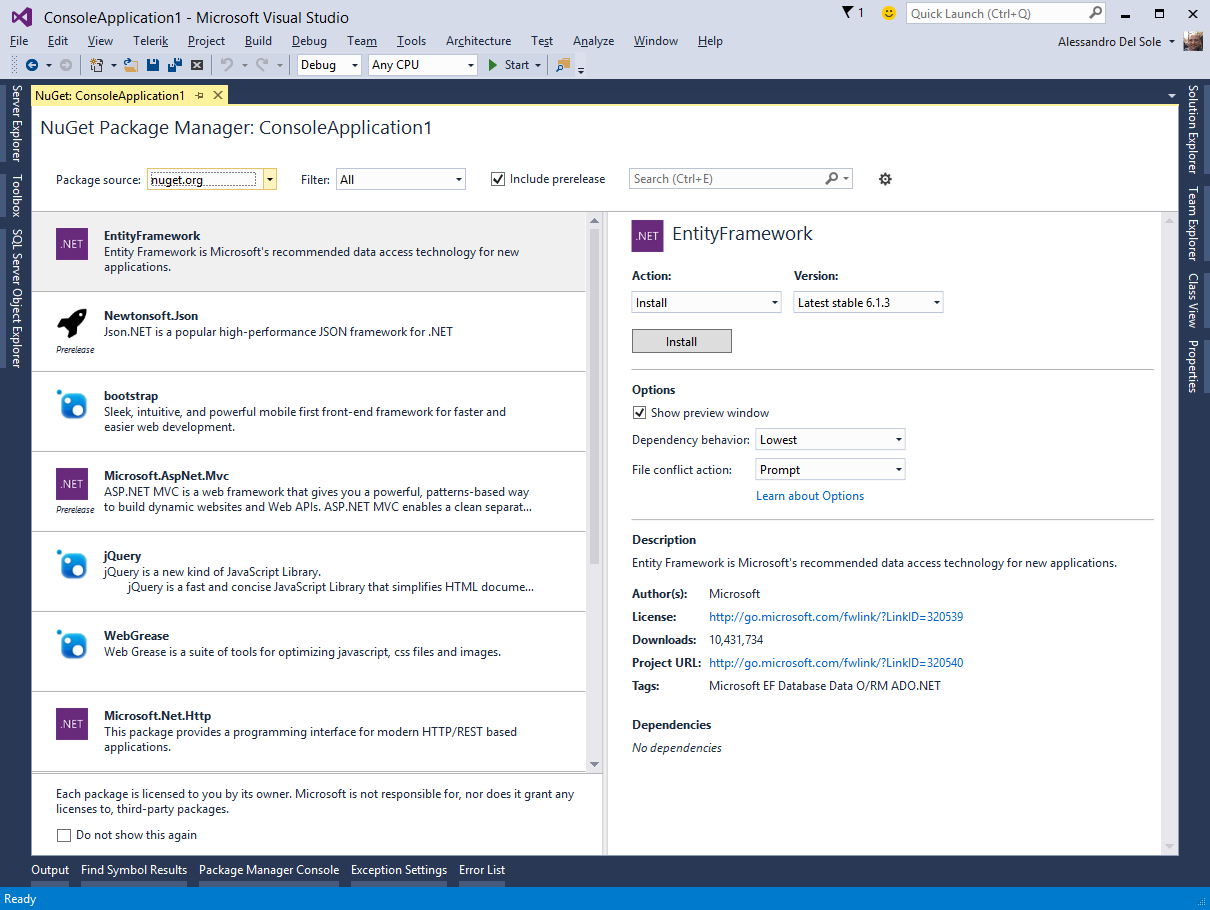 ConsoleApplication1 - Microsoft Visual Studio
1
Quick Launch (Ctrl+Q)
File Edit View Telerik Project Build Debug Team Tools Architecture Test Analyze Window Help
Alessandro Del Sole
Debug Any CPU Start
Server Explorer
Toolbox
SQL Server Object Explorer
NuGet: ConsoleApplication1
NuGet Package Manager: ConsoleApplication1
Package source: nuget.org Filter: All Include prerelease Search (Ctrl+E)
.NET
EntityFramework
Entity Framework is Microsoft's recommended data access technology for new
applications.
Newtonsoft.Json
Json.NET is a popular high-performance JSON framework for .NET
Prerelease
bootstrap
Sleek, intuitive, and powerful mobile first front-end framework for faster and
easier web development.
.NET
Microsoft.AspNet.Mvc
ASP.NET MVC is a web framework that gives you a powerful, patterns-based way
to build dynamic websites and Web APIs. ASP.NET MVC enables a clean separat...
Prerelease
jQuery
jQuery is a new kind of JavaScript Library.
jQuery is a fast and concise JavaScript Library that simplifies HTML docume...
WebGrease
Web Grease is a suite of tools for optimizing javascript, css files and images.
.NET
Microsoft.Net.Http
This package provides a programming interface for modern HTTP/REST based
applications.
Each package is licensed to you by its owner. Microsoft is not responsible for, nor does it grant any
licenses to, third-party packages.
Do not show this again
.NET
EntityFramework
Action: Version:
Install Latest stable 6.1.3
Install
Options
Show preview window
Dependency behavior: Lowest
File conflict action: Prompt
Learn about Options
Description
Entity Framework is Microsoft's recommended data access technology for new applications.
Author(s): Microsoft
License: http://go.microsoft.com/fwlink/?LinkID=320539
Downloads: 10,431,734
Project URL: http://go.microsoft.com/fwlink/?LinkID=320540
Tags: Microsoft EF Database Data O/RM ADO.NET
Dependencies
No dependencies
Solution Explorer
Team Explorer
Class View
Properties
Output Find Symbol Results Package Manager Console Exception Settings Error List
Ready